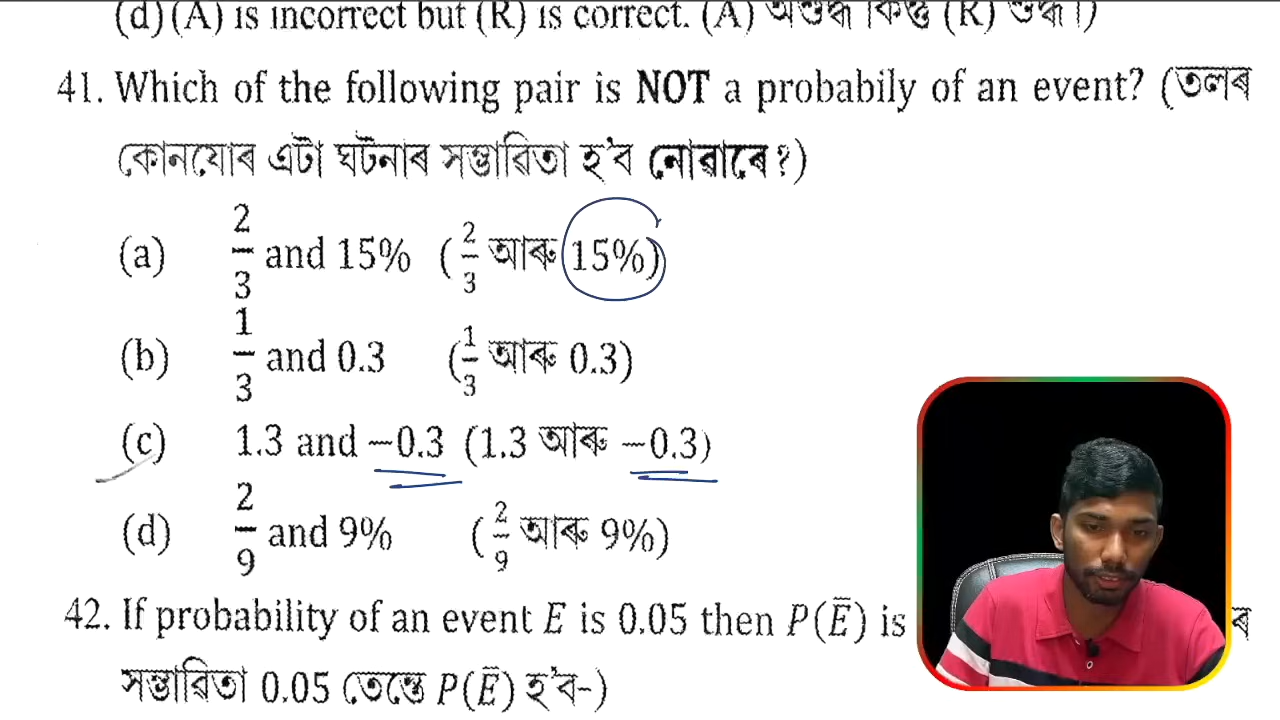 (d) (A) is incorrect but (R) is correct. (A) অশুদ্ধ কিন্তু (R) শুদ্ধ।)
41. Which of the following pair is NOT a probabily of an event? (তলৰ
কোনযোৰ এটা ঘটনাৰ সম্ভাৱিতা হ'ব নোৱাৰে?)
(a) 2/3 and 15% (2/3 আৰু 15%)
(b) 1/3 and 0.3 (1/3 আৰু 0.3)
(c) 1.3 and −0.3 (1.3 আৰু −0.3)
(d) 2/9 and 9% (2/9 আৰু 9%)
42. If probability of an event E is 0.05 then P(Ē) is ৰ
সম্ভাৱিতা 0.05 তেন্তে P(Ē) হ'ব-)